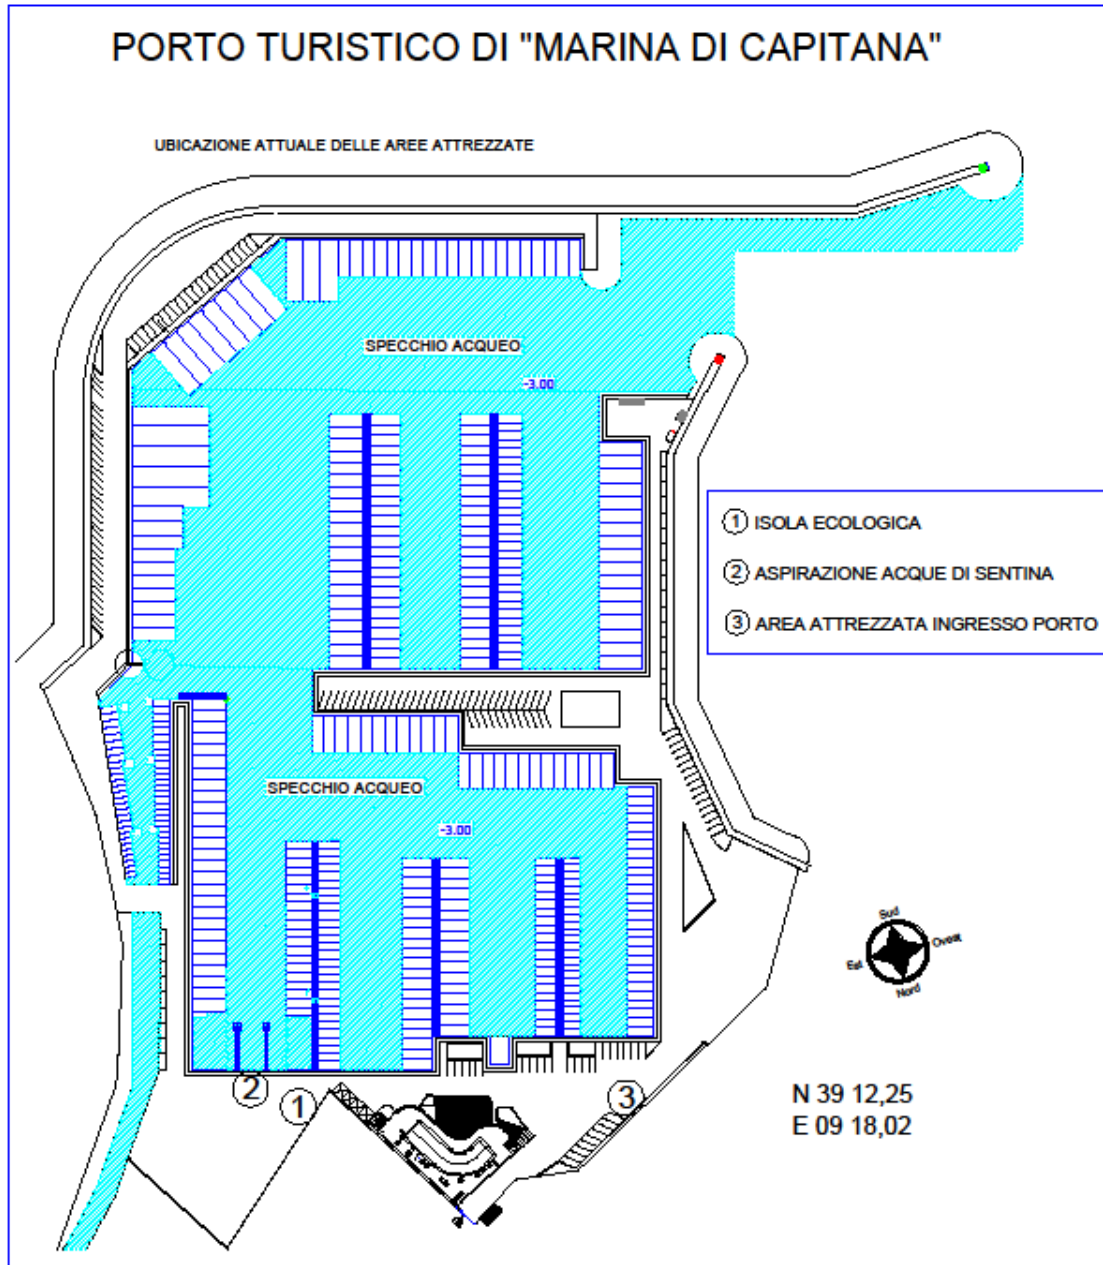 PORTO TURISTICO DI "MARINA DI CAPITANA"
UBICAZIONE ATTUALE DELLE AREE ATTREZZATE
SPECCHIO ACQUEO
-3.00
1 ISOLA ECOLOGICA
2 ASPIRAZIONE ACQUE DI SENTINA
3 AREA ATTREZZATA INGRESSO PORTO
SPECCHIO ACQUEO
-3.00
Sud
Ovest
Est
Nord
2
1
3
N 39 12,25
E 09 18,02